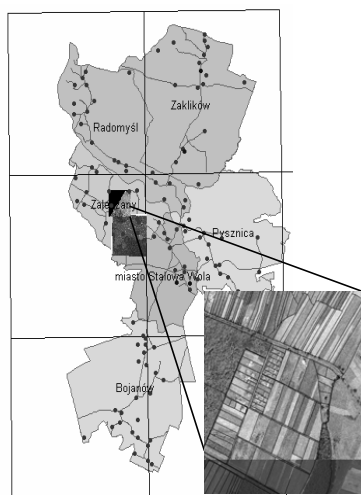 Zaklików
Radomyśl
Zaleszany
Pysznica
miasto Stalowa Wola
Bojanów